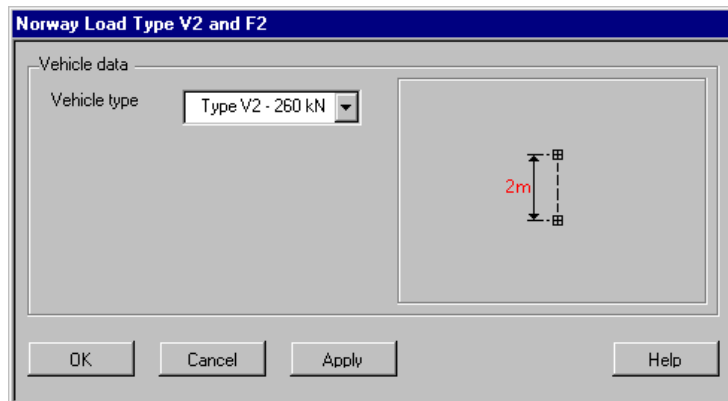 Norway Load Type V2 and F2
Vehicle data
Vehicle type
Type V2 - 260 kN
2m
OK
Cancel
Apply
Help